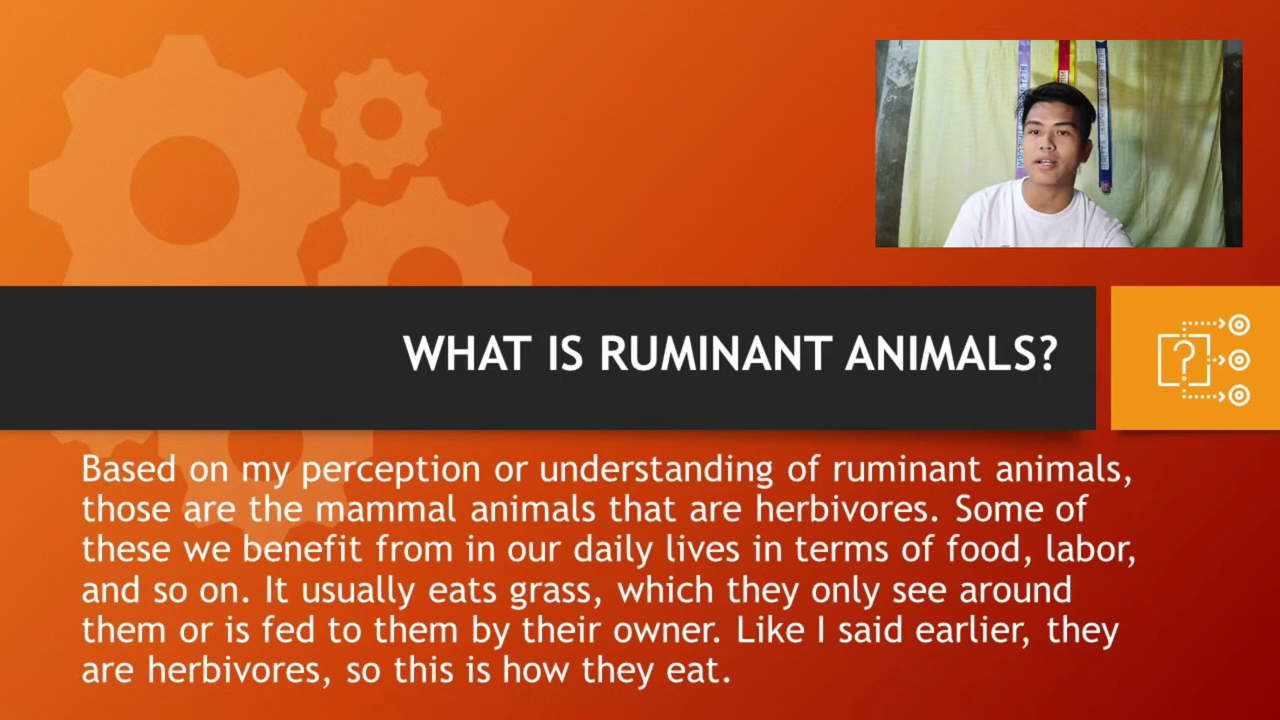 WHAT IS RUMINANT ANIMALS?
Based on my perception or understanding of ruminant animals,
those are the mammal animals that are herbivores. Some of
these we benefit from in our daily lives in terms of food, labor,
and so on. It usually eats grass, which they only see around
them or is fed to them by their owner. Like I said earlier, they
are herbivores, so this is how they eat.